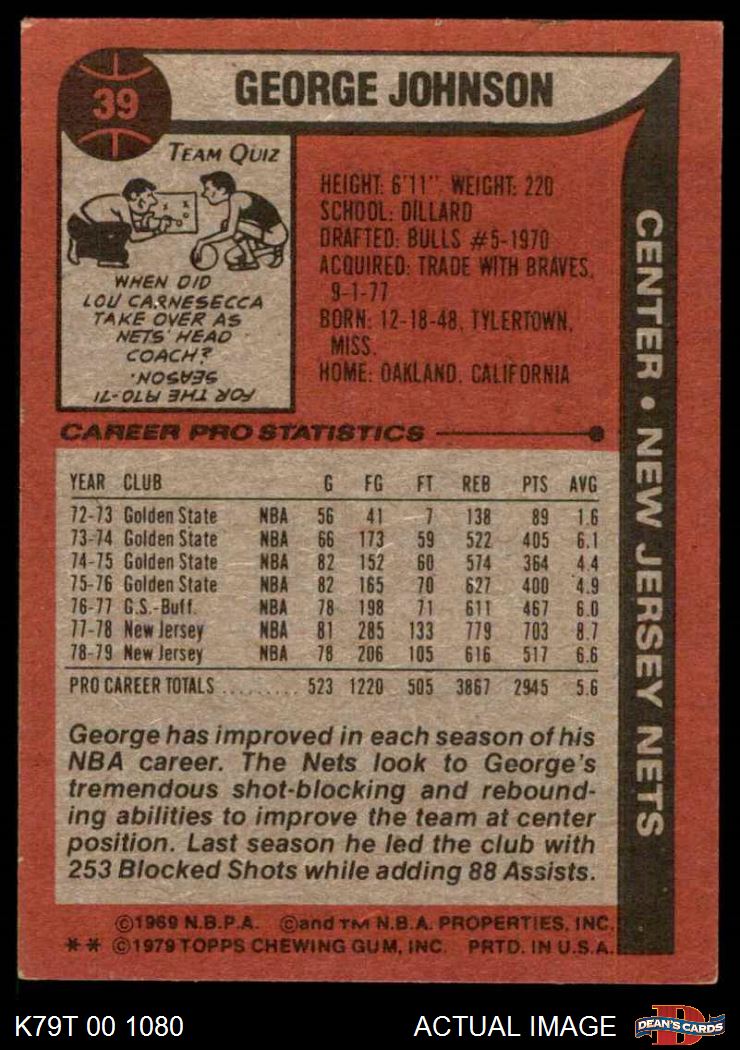 39
GEORGE JOHNSON
TEAM QUIZ
WHEN DID
LOU CARNESECCA
TAKE OVER AS
NETS' HEAD
COACH?
FOR THE 1970-71
SEASON.
HEIGHT: 6'11" WEIGHT: 220
SCHOOL: DILLARD
DRAFTED: BULLS #5-1970
ACQUIRED: TRADE WITH BRAVES,
9-1-77
BORN: 12-18-48, TYLERTOWN,
MISS.
HOME: OAKLAND, CALIFORNIA
CENTER • NEW JERSEY NETS
CAREER PRO STATISTICS
YEAR CLUB G FG FT REB PTS AVG
72-73 Golden State NBA 56 41 7 138 89 1.6
73-74 Golden State NBA 66 173 59 522 405 6.1
74-75 Golden State NBA 82 152 60 574 364 4.4
75-76 Golden State NBA 82 165 70 627 400 4.9
76-77 G.S.-Buff. NBA 78 198 71 611 467 6.0
77-78 New Jersey NBA 81 285 133 779 703 8.7
78-79 New Jersey NBA 78 206 105 616 517 6.6
PRO CAREER TOTALS ......... 523 1220 505 3867 2945 5.6
George has improved in each season of his
NBA career. The Nets look to George's
tremendous shot-blocking and rebound-
ing abilities to improve the team at center
position. Last season he led the club with
253 Blocked Shots while adding 88 Assists.
©1969 N.B.P.A. ©and TM N.B.A. PROPERTIES, INC.
** ©1979 TOPPS CHEWING GUM, INC. PRTD. IN U.S.A.
K79T 00 1080
ACTUAL IMAGE
DEAN'S CARDS